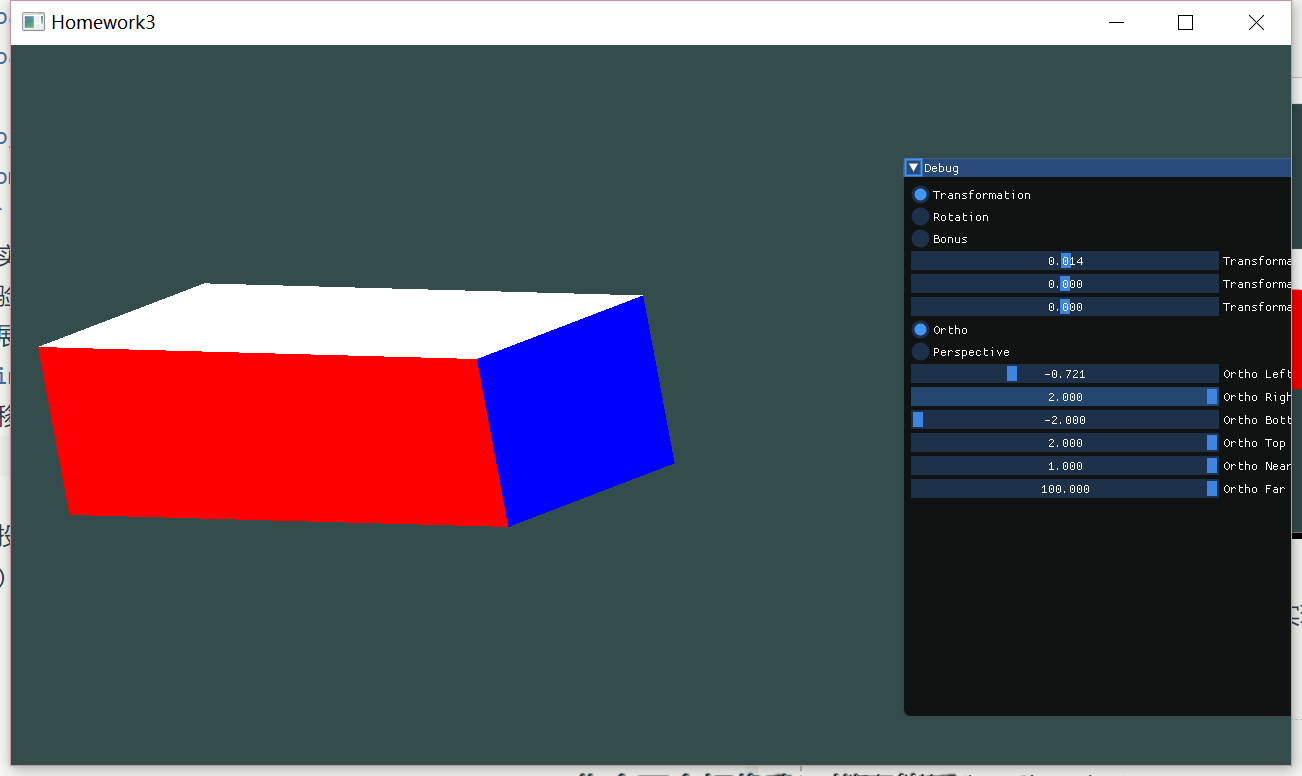 Homework3
Debug
Transformation
Rotation
Bonus
0.014 Transforma
0.000 Transforma
0.000 Transforma
Ortho
Perspective
-0.721 Ortho Left
2.000 Ortho Righ
-2.000 Ortho Bott
2.000 Ortho Top
1.000 Ortho Near
100.000 Ortho Far